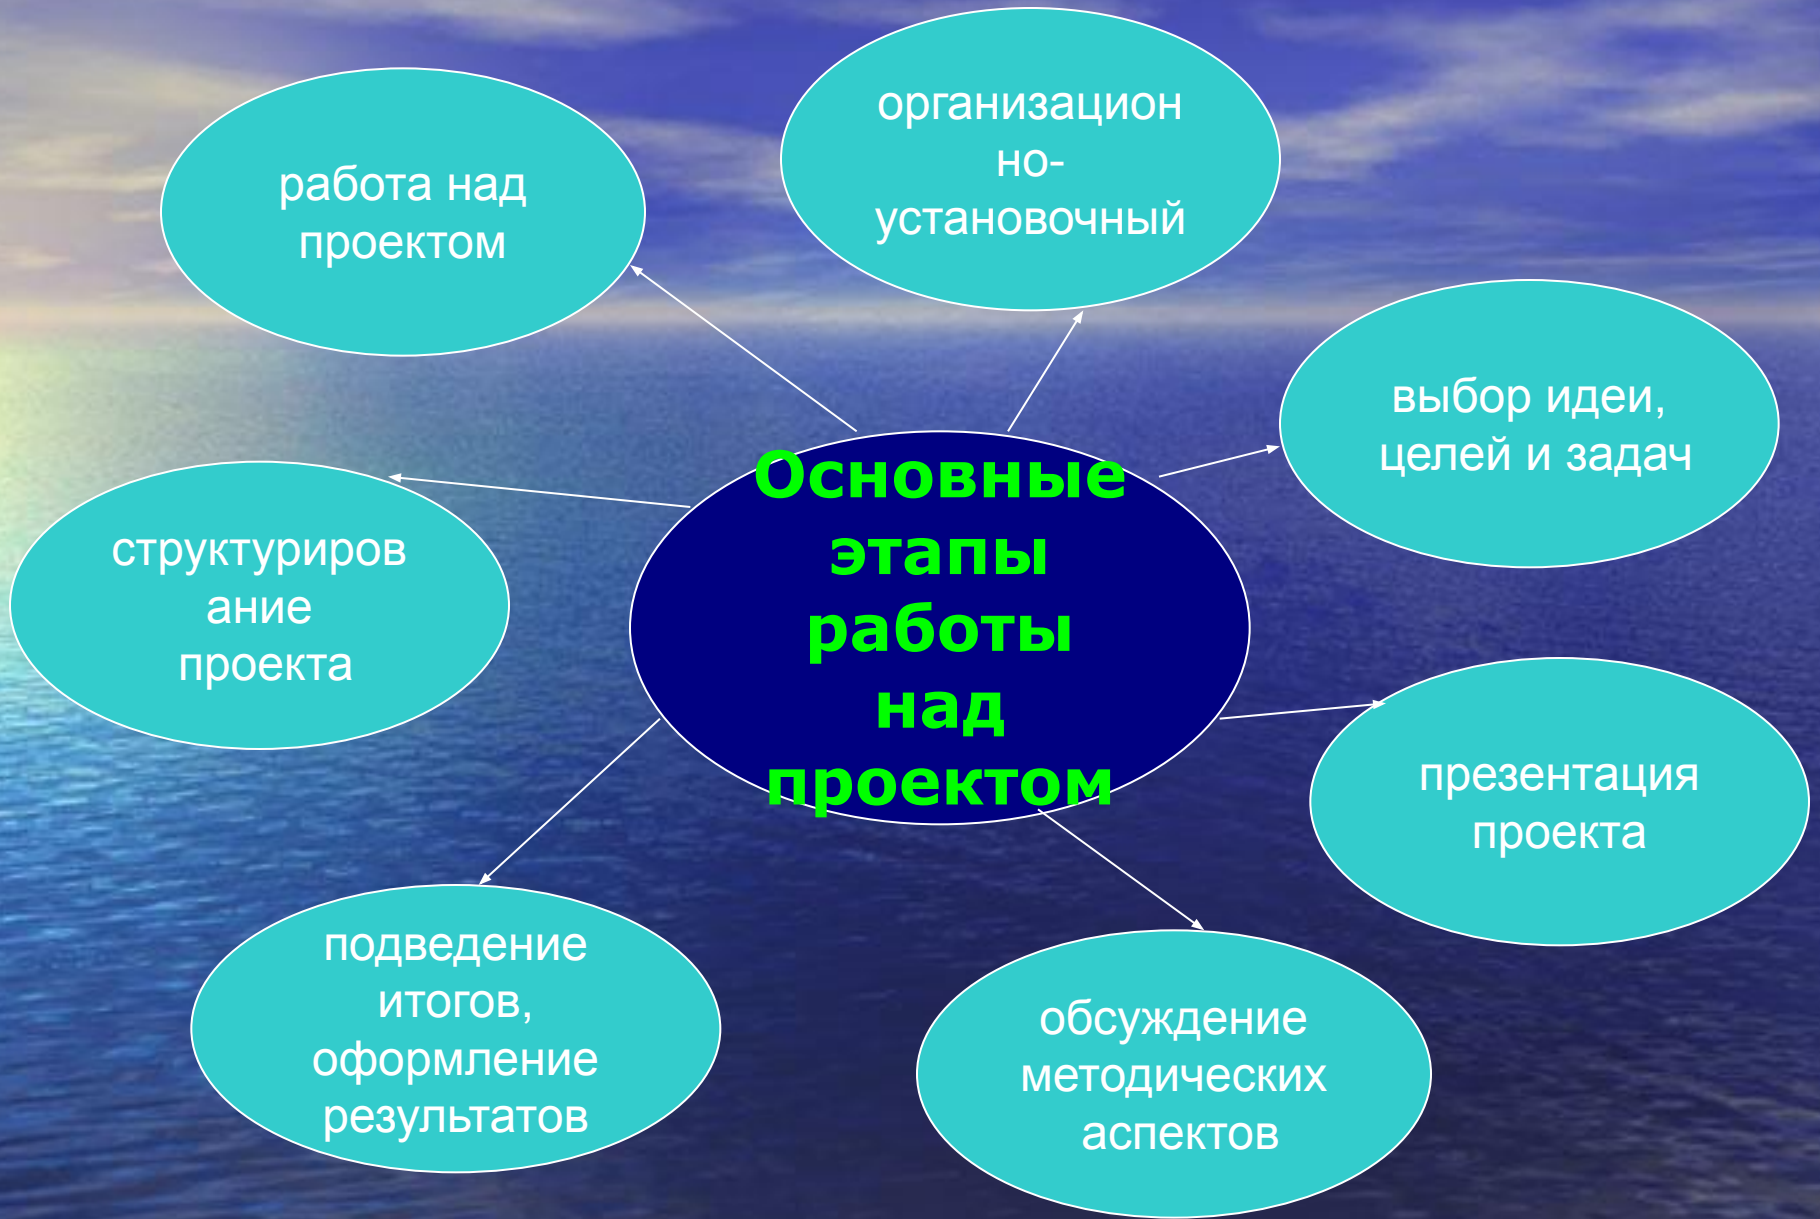 работа над
проектом
организацион
но-
установочный
выбор идеи,
целей и задач
Основные
этапы
работы
над
проектом
структуриров
ание
проекта
презентация
проекта
подведение
итогов,
оформление
результатов
обсуждение
методических
аспектов